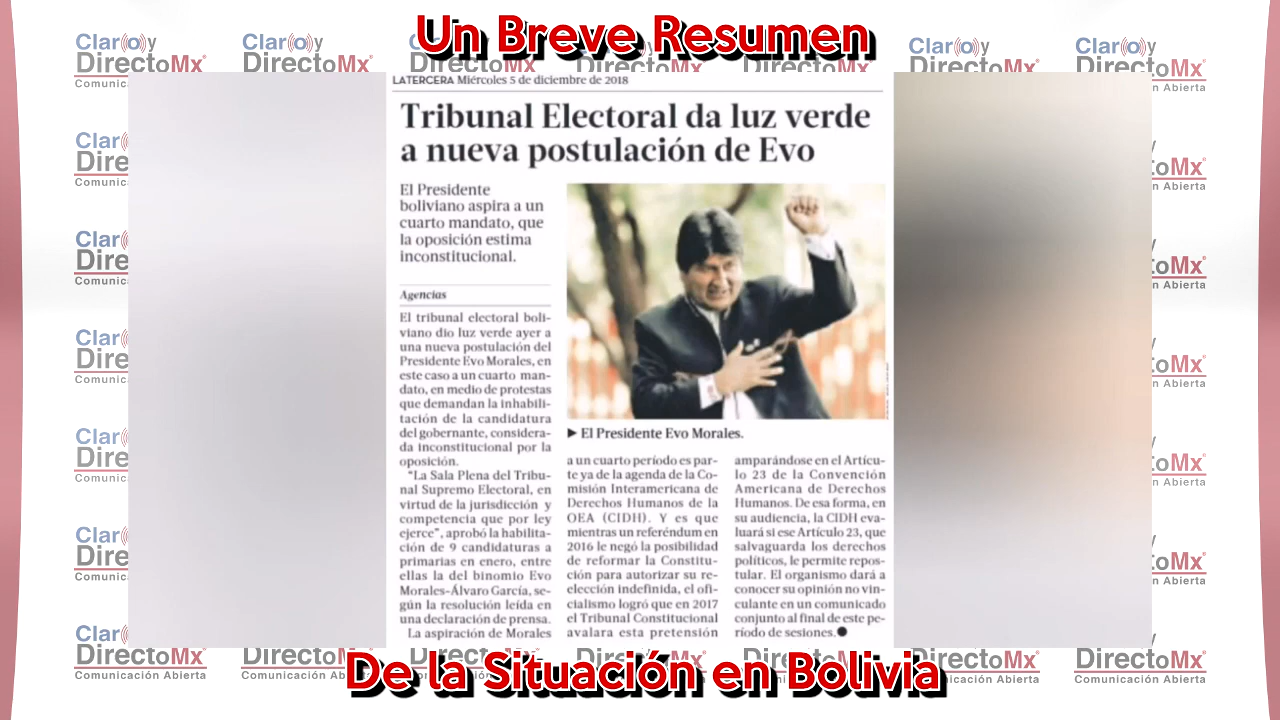 Un Breve Resumen
Claro y
DirectoMx®
Comunicación Abierta
LATERCERA Miércoles 5 de diciembre de 2018
Tribunal Electoral da luz verde
a nueva postulación de Evo
El Presidente
boliviano aspira a un
cuarto mandato, que
la oposición estima
inconstitucional.
Agencias
El tribunal electoral boli-
viano dio luz verde ayer a
una nueva postulación del
Presidente Evo Morales, en
este caso a un cuarto man-
dato, en medio de protestas
que demandan la inhabili-
tación de la candidatura
del gobernante, considera-
da inconstitucional por la
oposición.
"La Sala Plena del Tribu-
nal Supremo Electoral, en
virtud de la jurisdicción y
competencia que por ley
ejerce", aprobó la habilita-
ción de 9 candidaturas a
primarias en enero, entre
ellas la del binomio Evo
Morales-Álvaro García, se-
gún la resolución leída en
una declaración de prensa.
La aspiración de Morales
▶ El Presidente Evo Morales.
a un cuarto período es par-
te ya de la agenda de la Co-
misión Interamericana de
Derechos Humanos de la
OEA (CIDH). Y es que
mientras un referéndum en
2016 le negó la posibilidad
de reformar la Constitu-
ción para autorizar su re-
elección indefinida, el ofi-
cialismo logró que en 2017
el Tribunal Constitucional
avalara esta pretensión
amparándose en el Artícu-
lo 23 de la Convención
Americana de Derechos
Humanos. De esa forma, en
su audiencia, la CIDH eva-
luará si ese Artículo 23, que
salvaguarda los derechos
políticos, le permite repos-
tular. El organismo dará a
conocer su opinión no vin-
culante en un comunicado
conjunto al final de este pe-
ríodo de sesiones.●
De la Situación en Bolivia